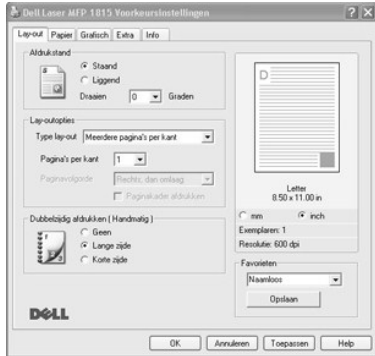 Dell Laser MFP 1815 Voorkeursinstellingen
Lay-out Papier Grafisch Extra Info
Afdrukstand
Staand
Liggend
Draaien 0 Graden
Lay-outopties
Type lay-out Meerdere pagina's per kant
Pagina's per kant 1
Paginavolgorde Rechts, dan omlaag
Paginakader afdrukken
Dubbelzijdig afdrukken ( Handmatig )
Geen
Lange zijde
Korte zijde
DELL
D
Letter
8.50 x 11.00 in
mm inch
Exemplaren: 1
Resolutie: 600 dpi
Favorieten
Naamloos
Opslaan
OK Annuleren Toepassen Help